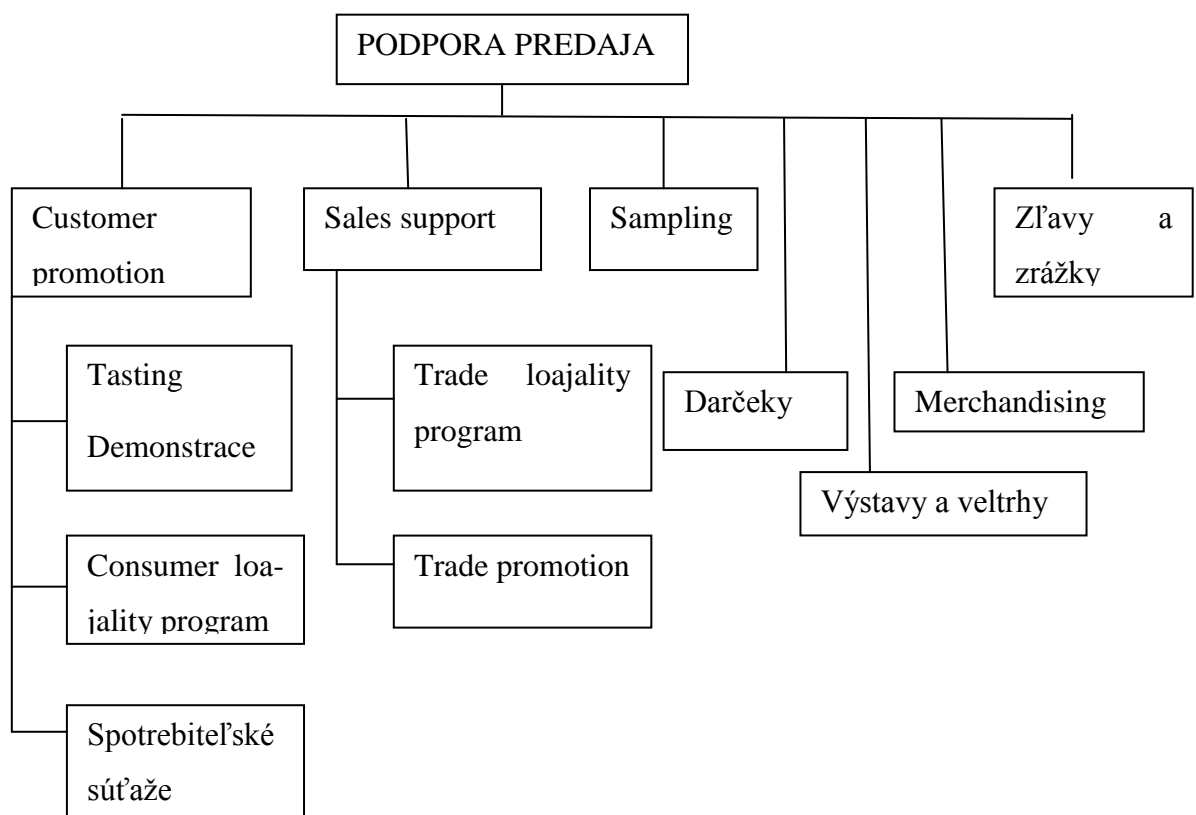 PODPORA PREDAJA
Customer
promotion
Sales support
Sampling
Zľavy a
zrážky
Tasting
Demonstrace
Trade loajality
program
Darčeky
Merchandising
Výstavy a veltrhy
Consumer loa-
jality program
Trade promotion
Spotrebiteľské
súťaže